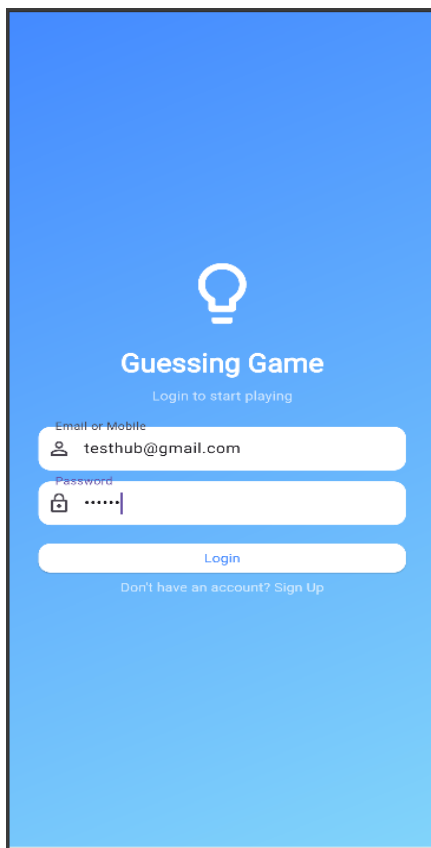 Guessing Game
Login to start playing
Email or Mobile
testhub@gmail.com
Password
••••••
Login
Don't have an account? Sign Up